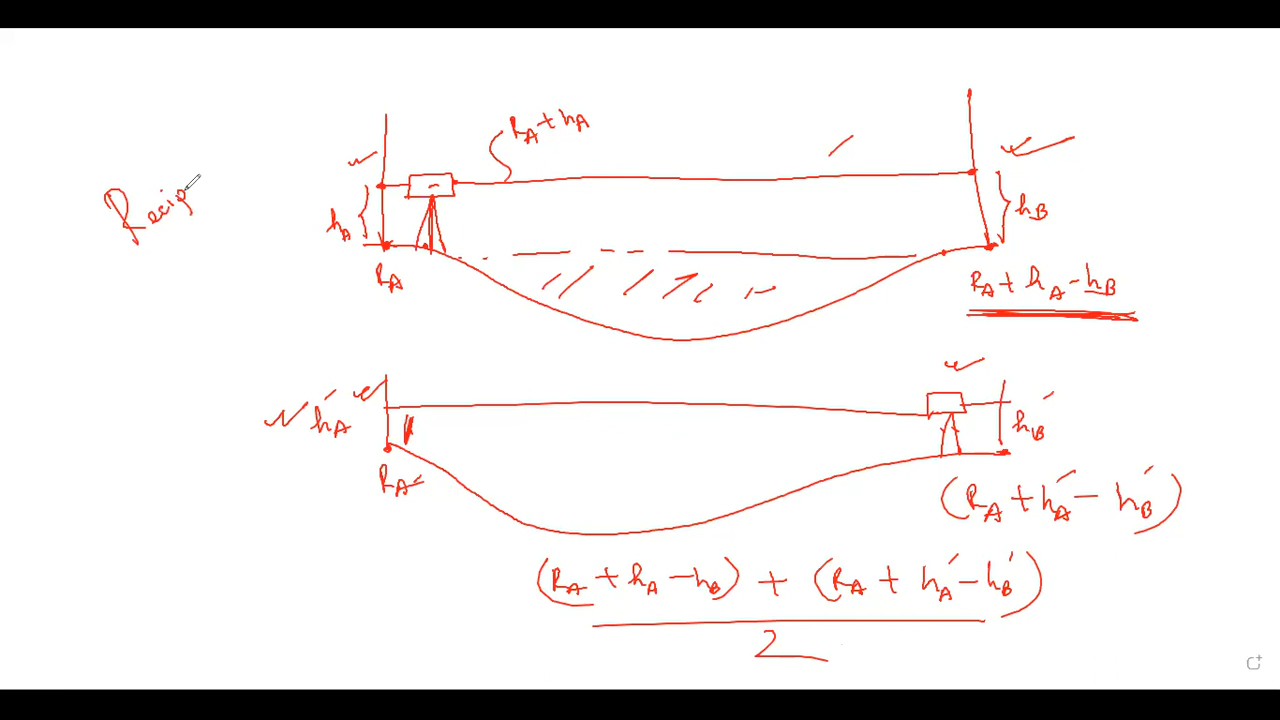 R_A + h_A
Recip
h_A
h_B
R_A
R_A + h_A - h_B
h_A'
h_B'
R_A
(R_A + h_A' - h_B')
(R_A + h_A - h_B) + (R_A + h_A' - h_B')
2